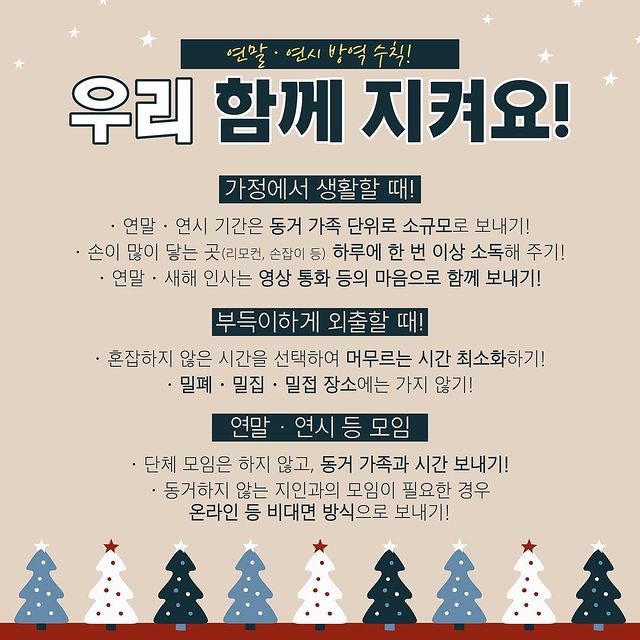 연말 · 연시 방역 수칙!
우리 함께 지켜요!
가정에서 생활할 때!
· 연말 · 연시 기간은 동거 가족 단위로 소규모로 보내기!
· 손이 많이 닿는 곳(리모컨, 손잡이 등) 하루에 한 번 이상 소독해 주기!
· 연말 · 새해 인사는 영상 통화 등의 마음으로 함께 보내기!
부득이하게 외출할 때!
· 혼잡하지 않은 시간을 선택하여 머무르는 시간 최소화하기!
· 밀폐 · 밀집 · 밀접 장소에는 가지 않기!
연말 · 연시 등 모임
· 단체 모임은 하지 않고, 동거 가족과 시간 보내기!
· 동거하지 않는 지인과의 모임이 필요한 경우
온라인 등 비대면 방식으로 보내기!